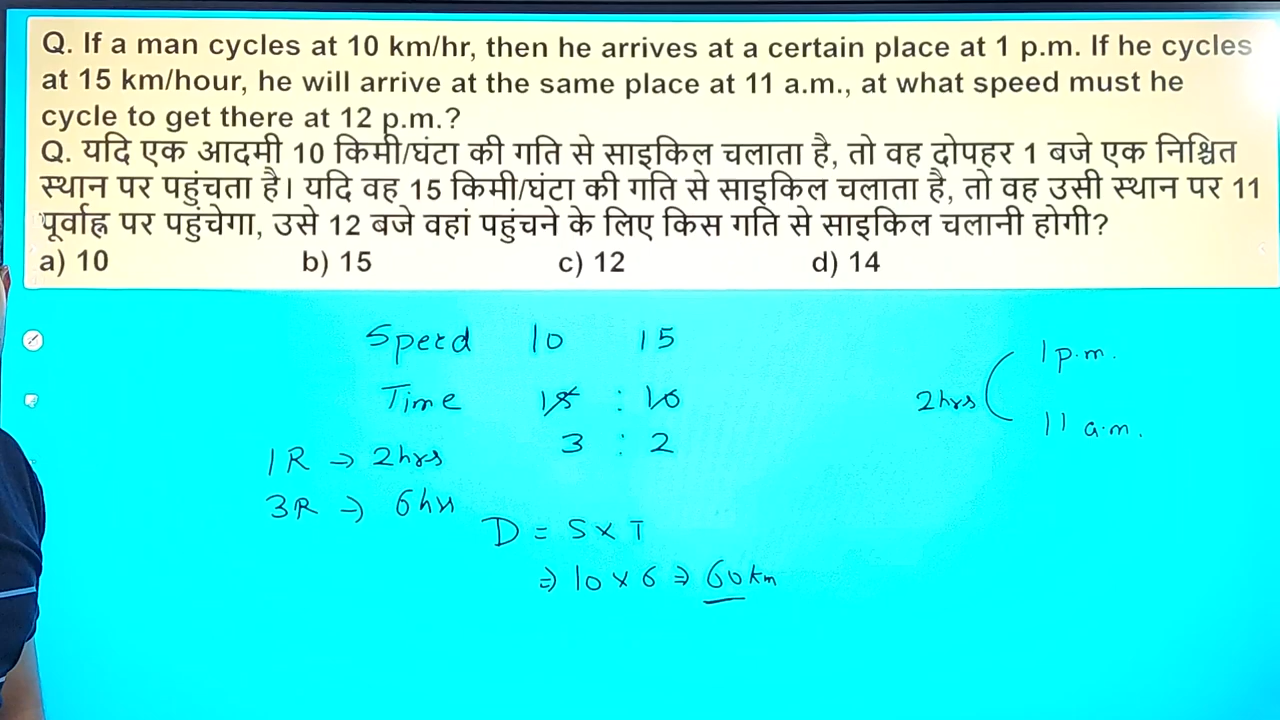 Q. If a man cycles at 10 km/hr, then he arrives at a certain place at 1 p.m. If he cycles
at 15 km/hour, he will arrive at the same place at 11 a.m., at what speed must he
cycle to get there at 12 p.m.?
Q. यदि एक आदमी 10 किमी/घंटा की गति से साइकिल चलाता है, तो वह दोपहर 1 बजे एक निश्चित
स्थान पर पहुंचता है। यदि वह 15 किमी/घंटा की गति से साइकिल चलाता है, तो वह उसी स्थान पर 11
पूर्वाह्न पर पहुंचेगा, उसे 12 बजे वहां पहुंचने के लिए किस गति से साइकिल चलानी होगी?
a) 10 b) 15 c) 12 d) 14
Speed 10 15
1 p.m.
Time 15 : 10
2hrs
11 a.m.
3 : 2
1R → 2hrs
3R → 6hrs
D = S × T
⇒ 10 × 6 ⇒ 60km